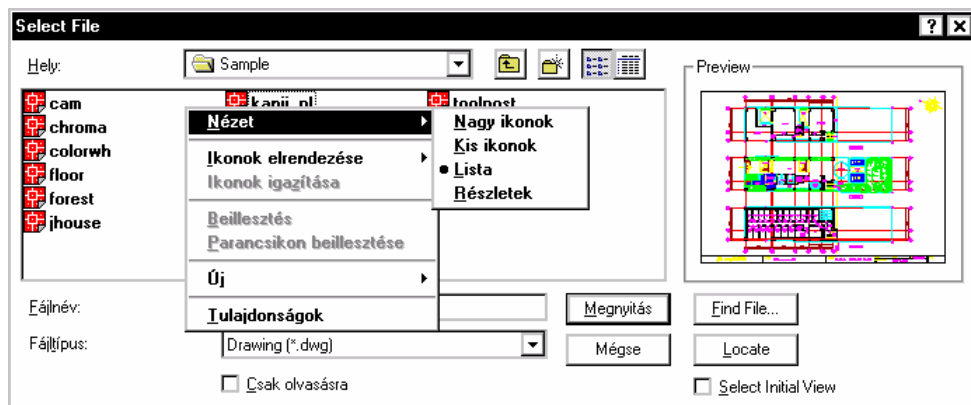 Select File
Hely:
Sample
Preview
cam
chroma
colorwh
floor
forest
jhouse
kanji_pl
toolpost
Nézet
Ikonok elrendezése
Ikonok igazítása
Beillesztés
Parancsikon beillesztése
Új
Tulajdonságok
Nagy ikonok
Kis ikonok
Lista
Részletek
Fájlnév:
Megnyitás
Find File...
Fájltípus:
Drawing (*.dwg)
Mégse
Locate
Csak olvasásra
Select Initial View